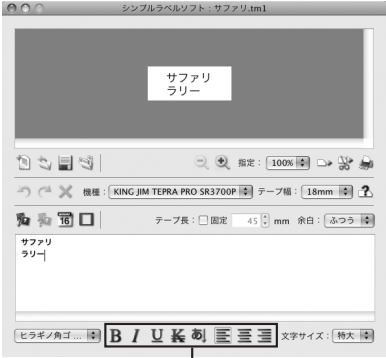 シンプルラベルソフト：サファリ.tm1
サファリ
ラリー
指定： 100%
機種： KING JIM TEPRA PRO SR3700P テープ幅： 18mm
16 テープ長： 固定 45 mm 余白： ふつう
サファリ
ラリー
ヒラギノ角ゴ ... B I U K あ 文字サイズ： 特大